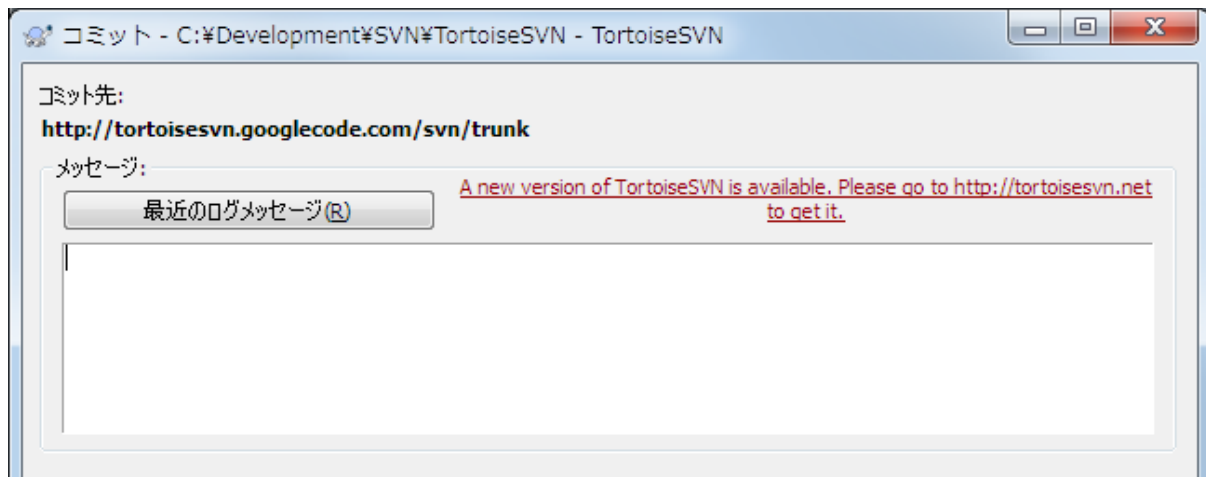 コミット - C:¥Development¥SVN¥TortoiseSVN - TortoiseSVN
コミット先:
http://tortoisesvn.googlecode.com/svn/trunk
メッセージ:
最近のログメッセージ(R)
A new version of TortoiseSVN is available. Please go to http://tortoisesvn.net
to get it.